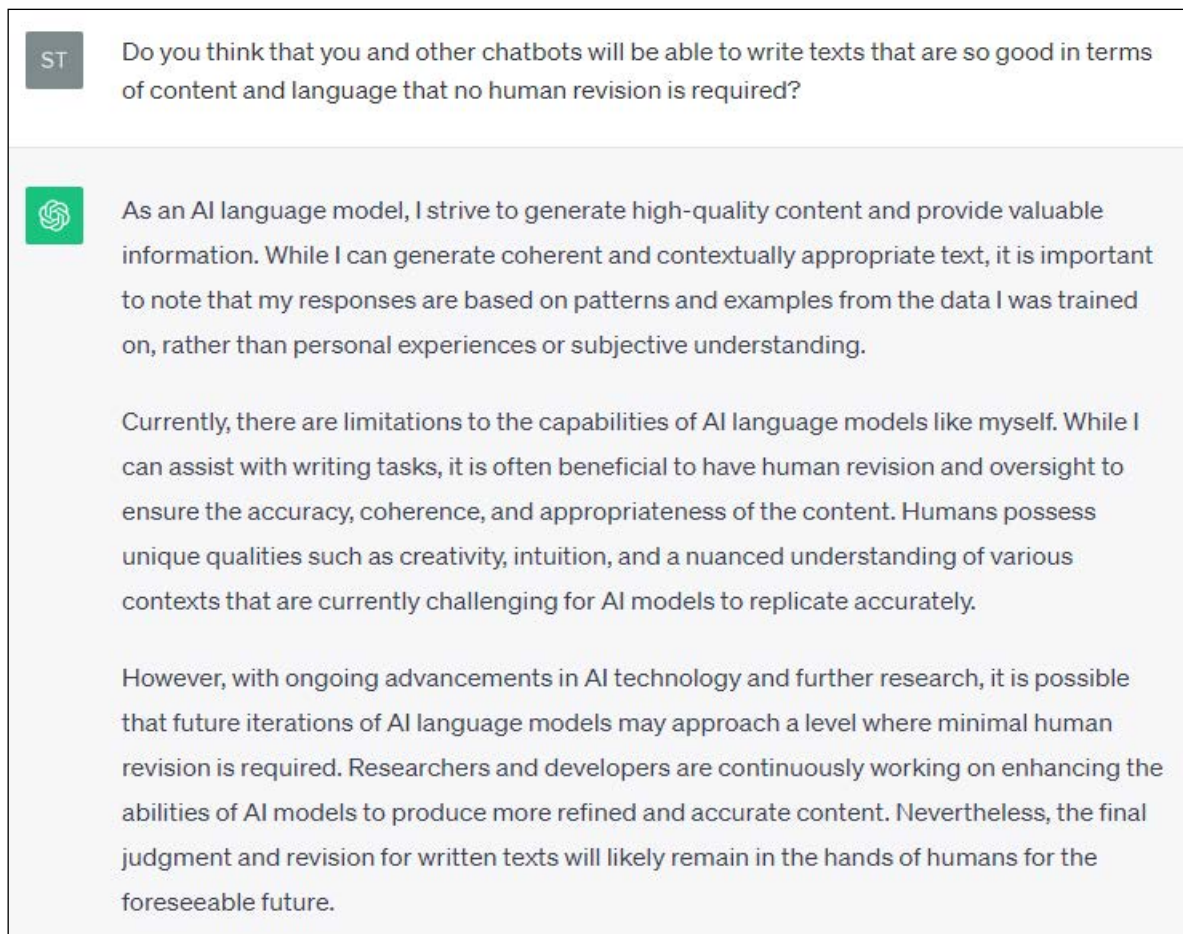 ST
Do you think that you and other chatbots will be able to write texts that are so good in terms
of content and language that no human revision is required?
As an AI language model, I strive to generate high-quality content and provide valuable
information. While I can generate coherent and contextually appropriate text, it is important
to note that my responses are based on patterns and examples from the data I was trained
on, rather than personal experiences or subjective understanding.
Currently, there are limitations to the capabilities of AI language models like myself. While I
can assist with writing tasks, it is often beneficial to have human revision and oversight to
ensure the accuracy, coherence, and appropriateness of the content. Humans possess
unique qualities such as creativity, intuition, and a nuanced understanding of various
contexts that are currently challenging for AI models to replicate accurately.
However, with ongoing advancements in AI technology and further research, it is possible
that future iterations of AI language models may approach a level where minimal human
revision is required. Researchers and developers are continuously working on enhancing the
abilities of AI models to produce more refined and accurate content. Nevertheless, the final
judgment and revision for written texts will likely remain in the hands of humans for the
foreseeable future.